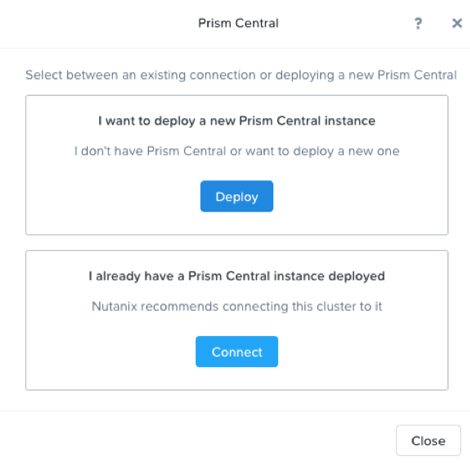 Prism Central
?
×
Select between an existing connection or deploying a new Prism Central
I want to deploy a new Prism Central instance
I don't have Prism Central or want to deploy a new one
Deploy
I already have a Prism Central instance deployed
Nutanix recommends connecting this cluster to it
Connect
Close